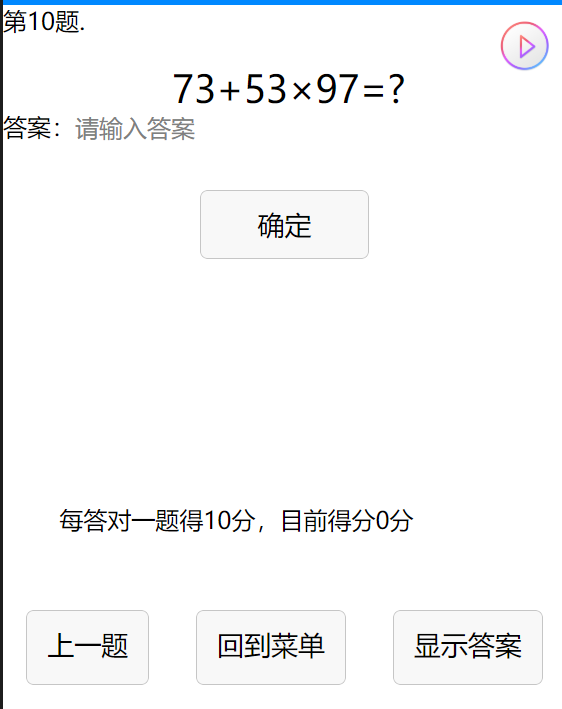 第10题.
73+53×97=?
答案：请输入答案
确定
每答对一题得10分，目前得分0分
上一题 回到菜单 显示答案